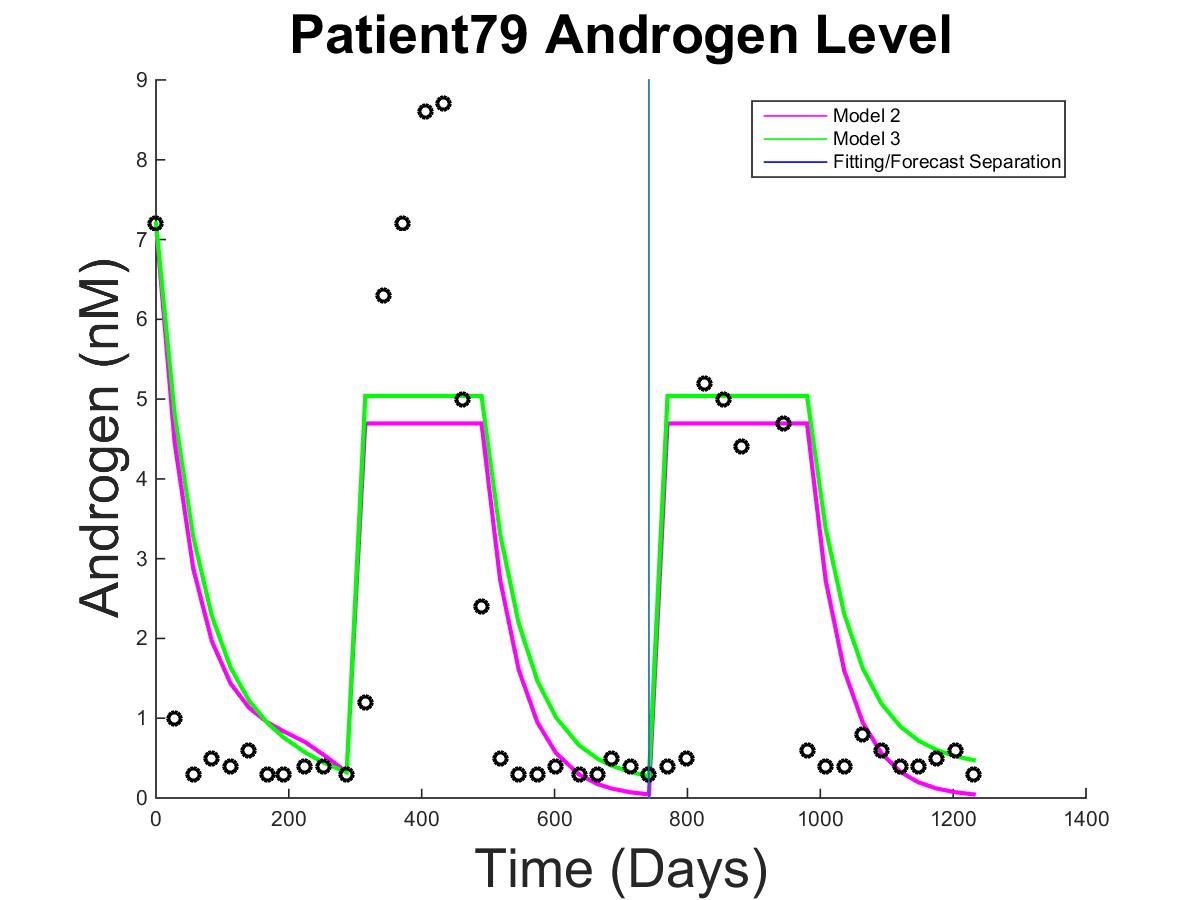 Patient79 Androgen Level
Androgen (nM)
9
8
7
6
5
4
3
2
1
0
Model 2
Model 3
Fitting/Forecast Separation
0 200 400 600 800 1000 1200 1400
Time (Days)